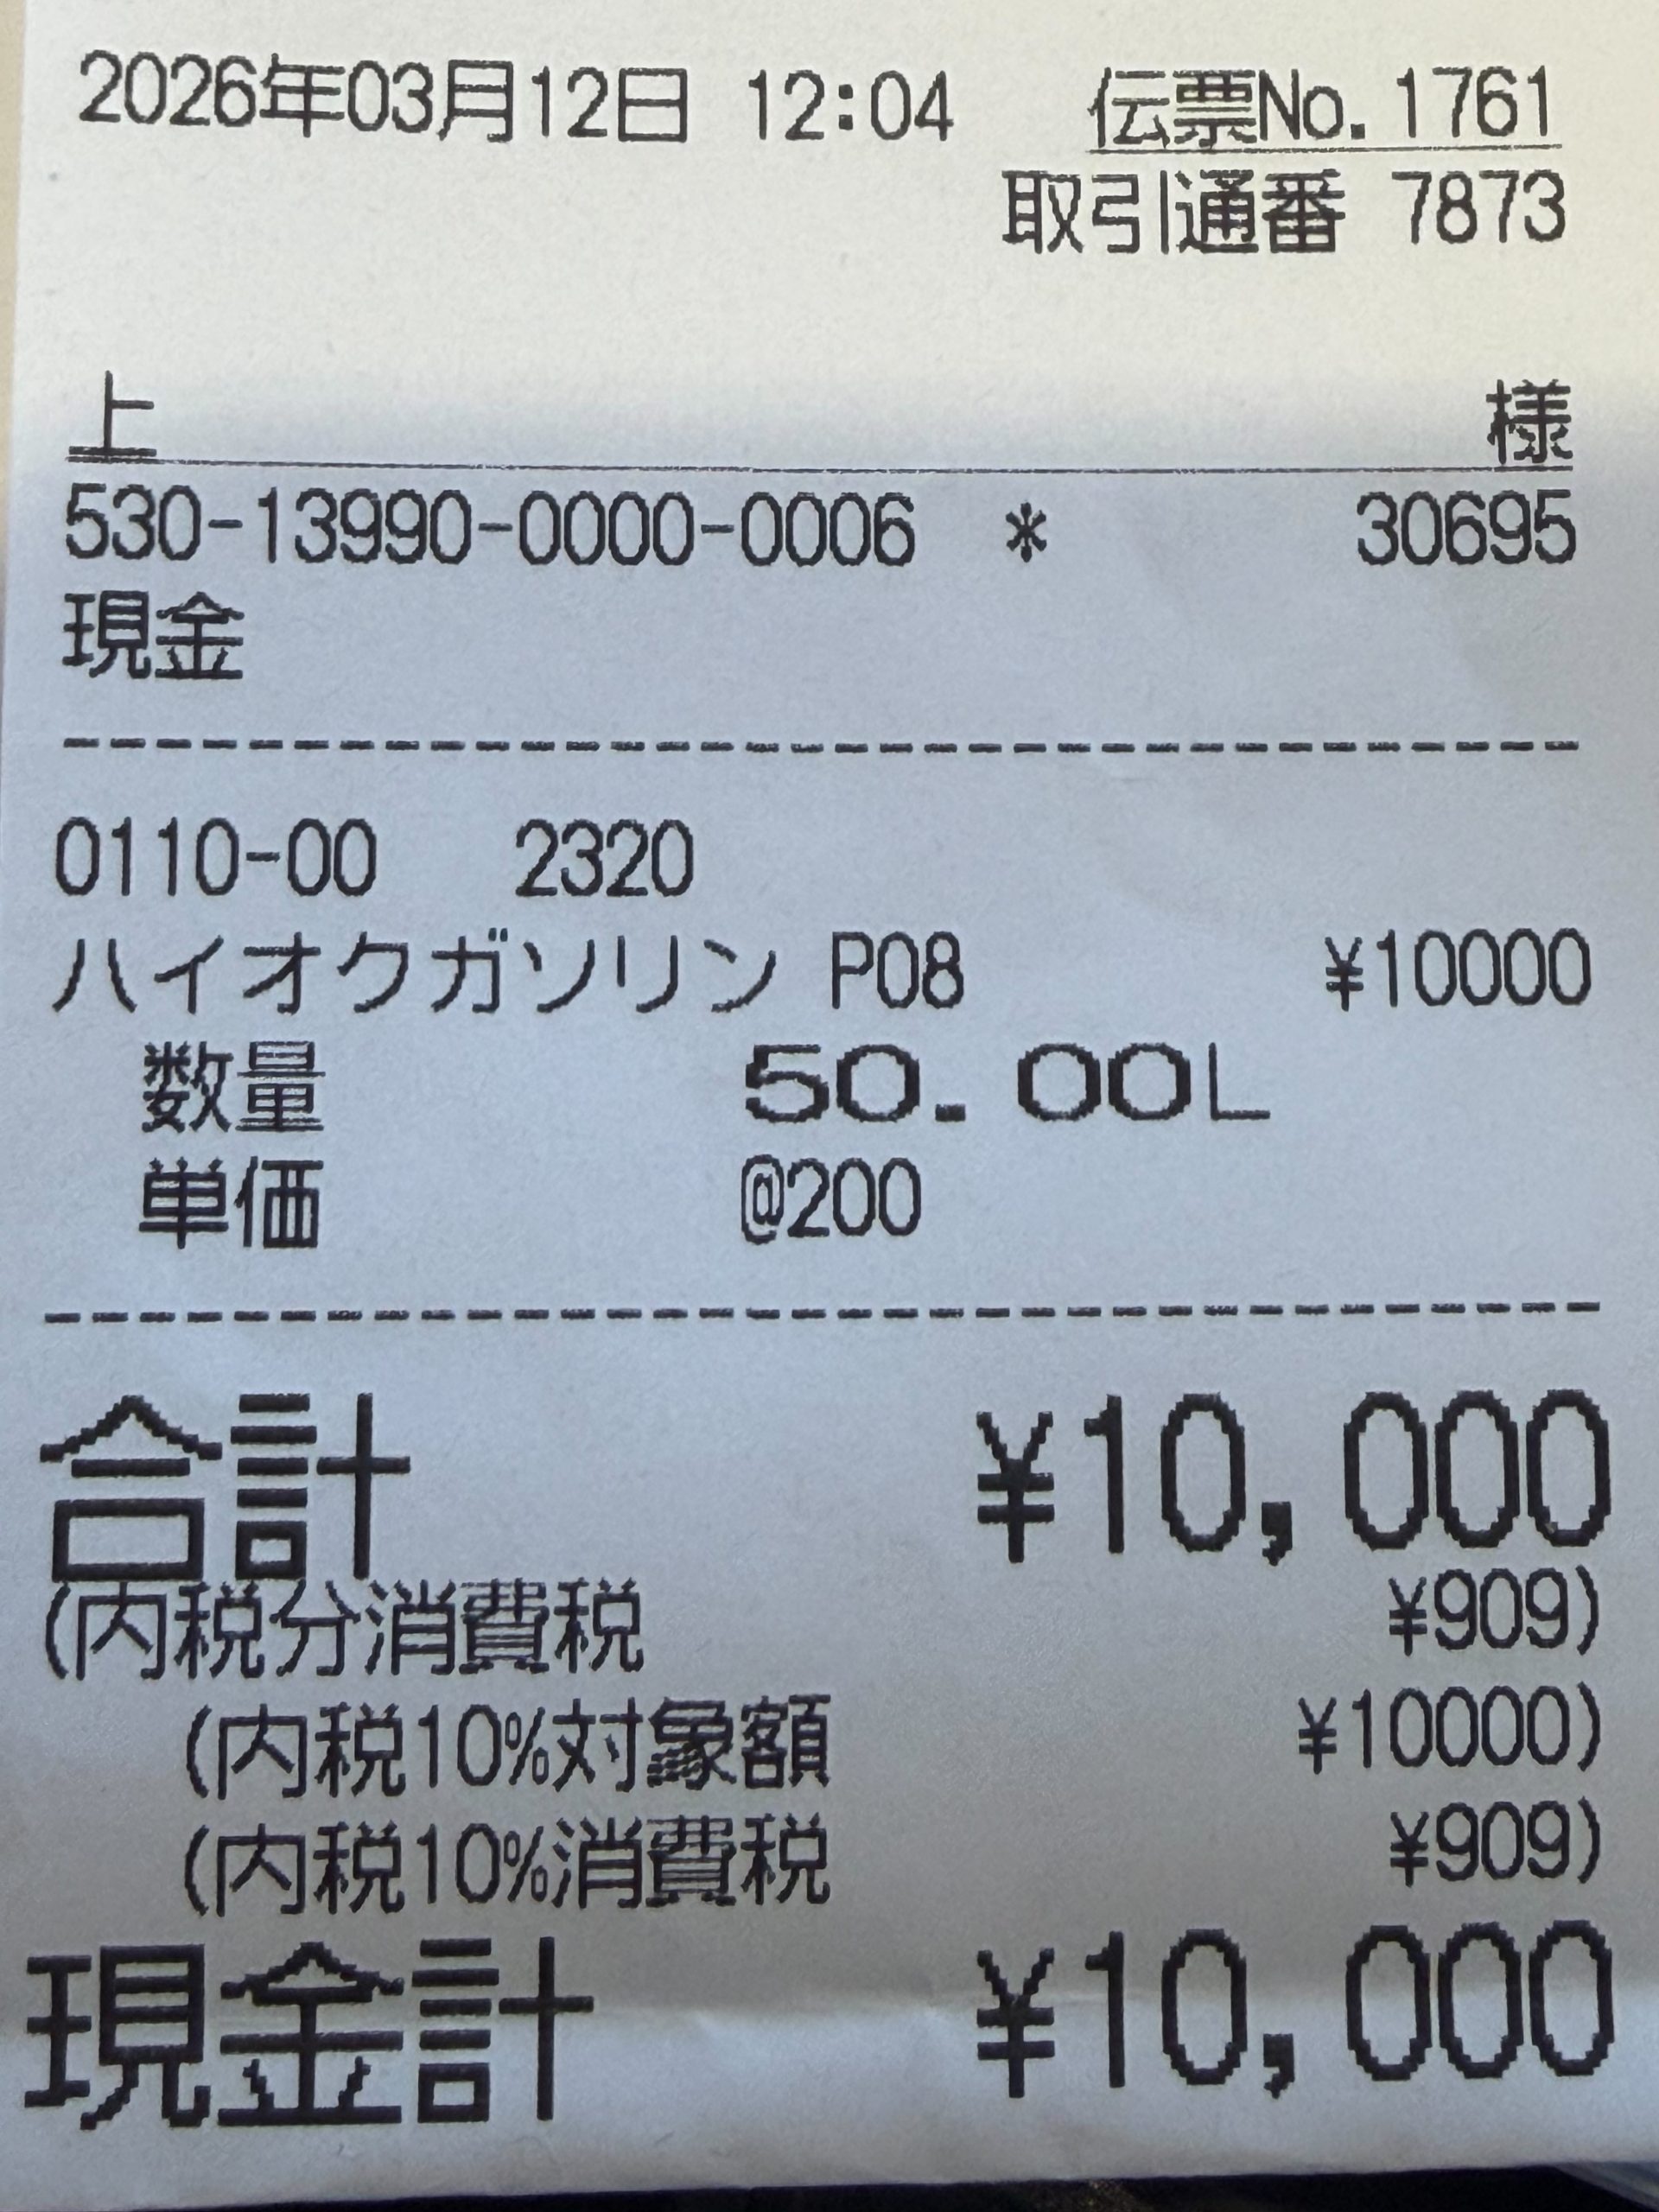 2026年03月12日 12:04 伝票No.1761
取引通番 7873
上 様
530-13990-0000-0006 * 30695
現金
0110-00 2320
ハイオクガソリン P08 ¥10000
数量 50.00L
単価 @200
合計 ¥10,000
(内税分消費税 ¥909)
(内税10%対象額 ¥10000)
(内税10%消費税 ¥909)
現金計 ¥10,000